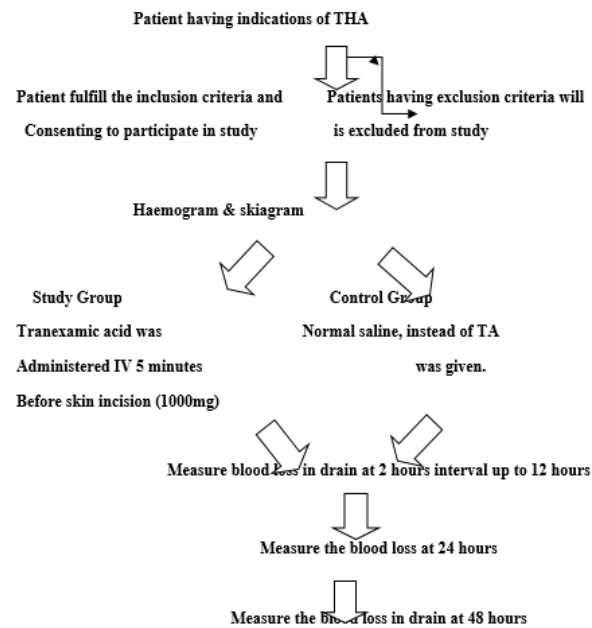 Patient having indications of THA
Patient fulfill the inclusion criteria and
Consenting to participate in study
Patients having exclusion criteria will
is excluded from study
Haemogram & skiagram
Study Group
Tranexamic acid was
Administered IV 5 minutes
Before skin incision (1000mg)
Control Group
Normal saline, instead of TA
was given.
Measure blood loss in drain at 2 hours interval up to 12 hours
Measure the blood loss at 24 hours
Measure the blood loss in drain at 48 hours